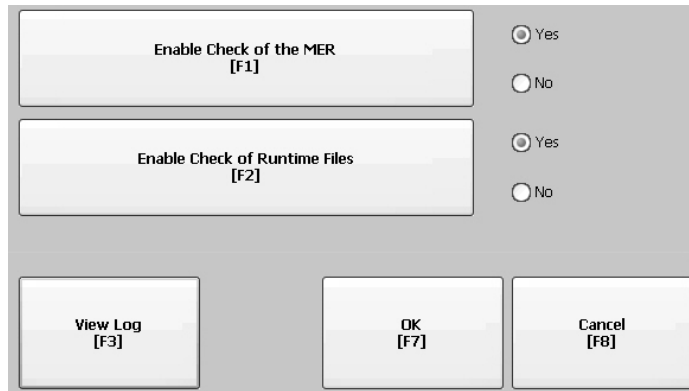 Enable Check of the MER
[F1]
Yes
No
Enable Check of Runtime Files
[F2]
Yes
No
View Log
[F3]
OK
[F7]
Cancel
[F8]